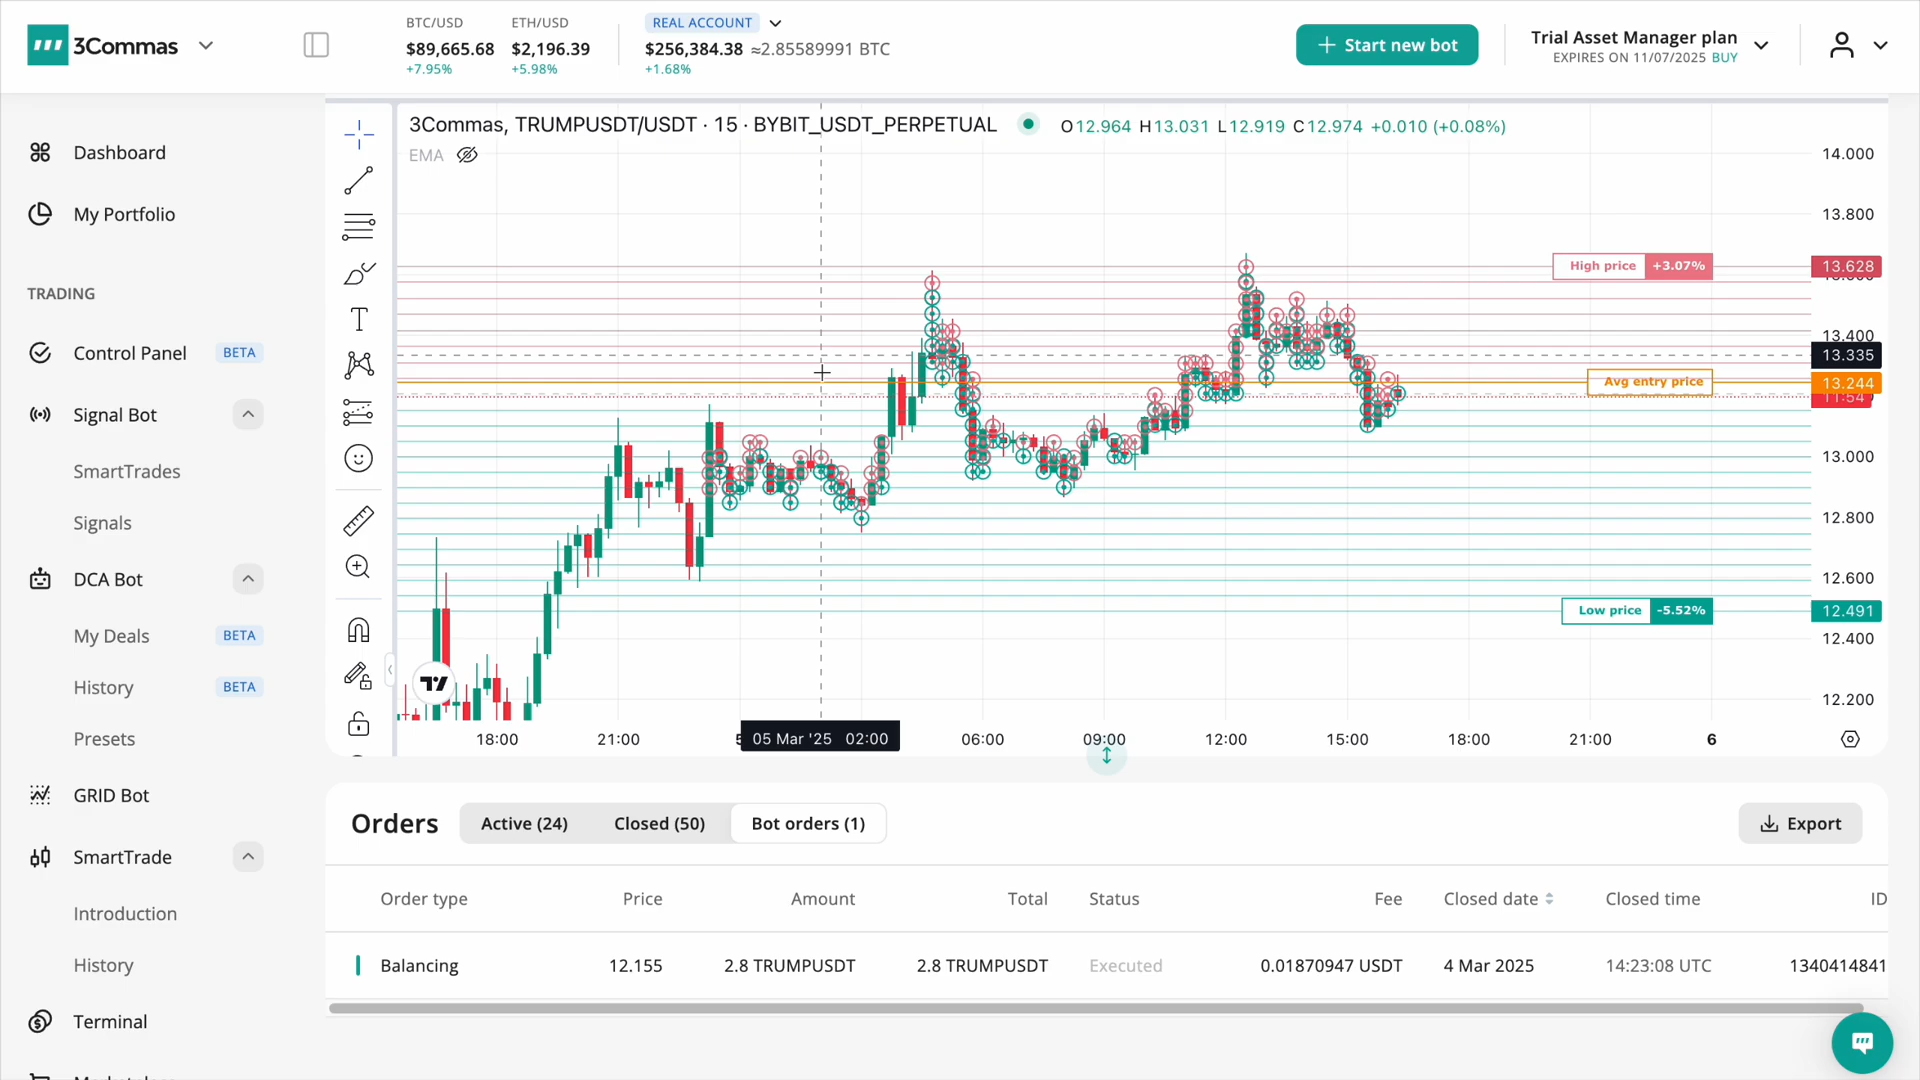 3Commas
BTC/USD
$89,665.68
+7.95%
ETH/USD
$2,196.39
+5.98%
REAL ACCOUNT
$256,384.38 ≈2.85589991 BTC
+1.68%
Start new bot
Trial Asset Manager plan
EXPIRES ON 11/07/2025 BUY
Dashboard
My Portfolio
TRADING
Control Panel BETA
Signal Bot
SmartTrades
Signals
DCA Bot
My Deals BETA
History BETA
Presets
GRID Bot
SmartTrade
Introduction
History
Terminal
3Commas, TRUMPUSDT/USDT · 15 · BYBIT_USDT_PERPETUAL O12.964 H13.031 L12.919 C12.974 +0.010 (+0.08%)
EMA
14.000
13.800
High price +3.07% 13.628
13.400
13.335
Avg entry price 13.244
13.000
12.800
12.600
Low price -5.52% 12.491
12.400
12.200
18:00 21:00 05 Mar '25 02:00 06:00 09:00 12:00 15:00 18:00 21:00 6
Orders Active (24) Closed (50) Bot orders (1) Export
Order type Price Amount Total Status Fee Closed date Closed time ID
Balancing 12.155 2.8 TRUMPUSDT 2.8 TRUMPUSDT Executed 0.01870947 USDT 4 Mar 2025 14:23:08 UTC 1340414841